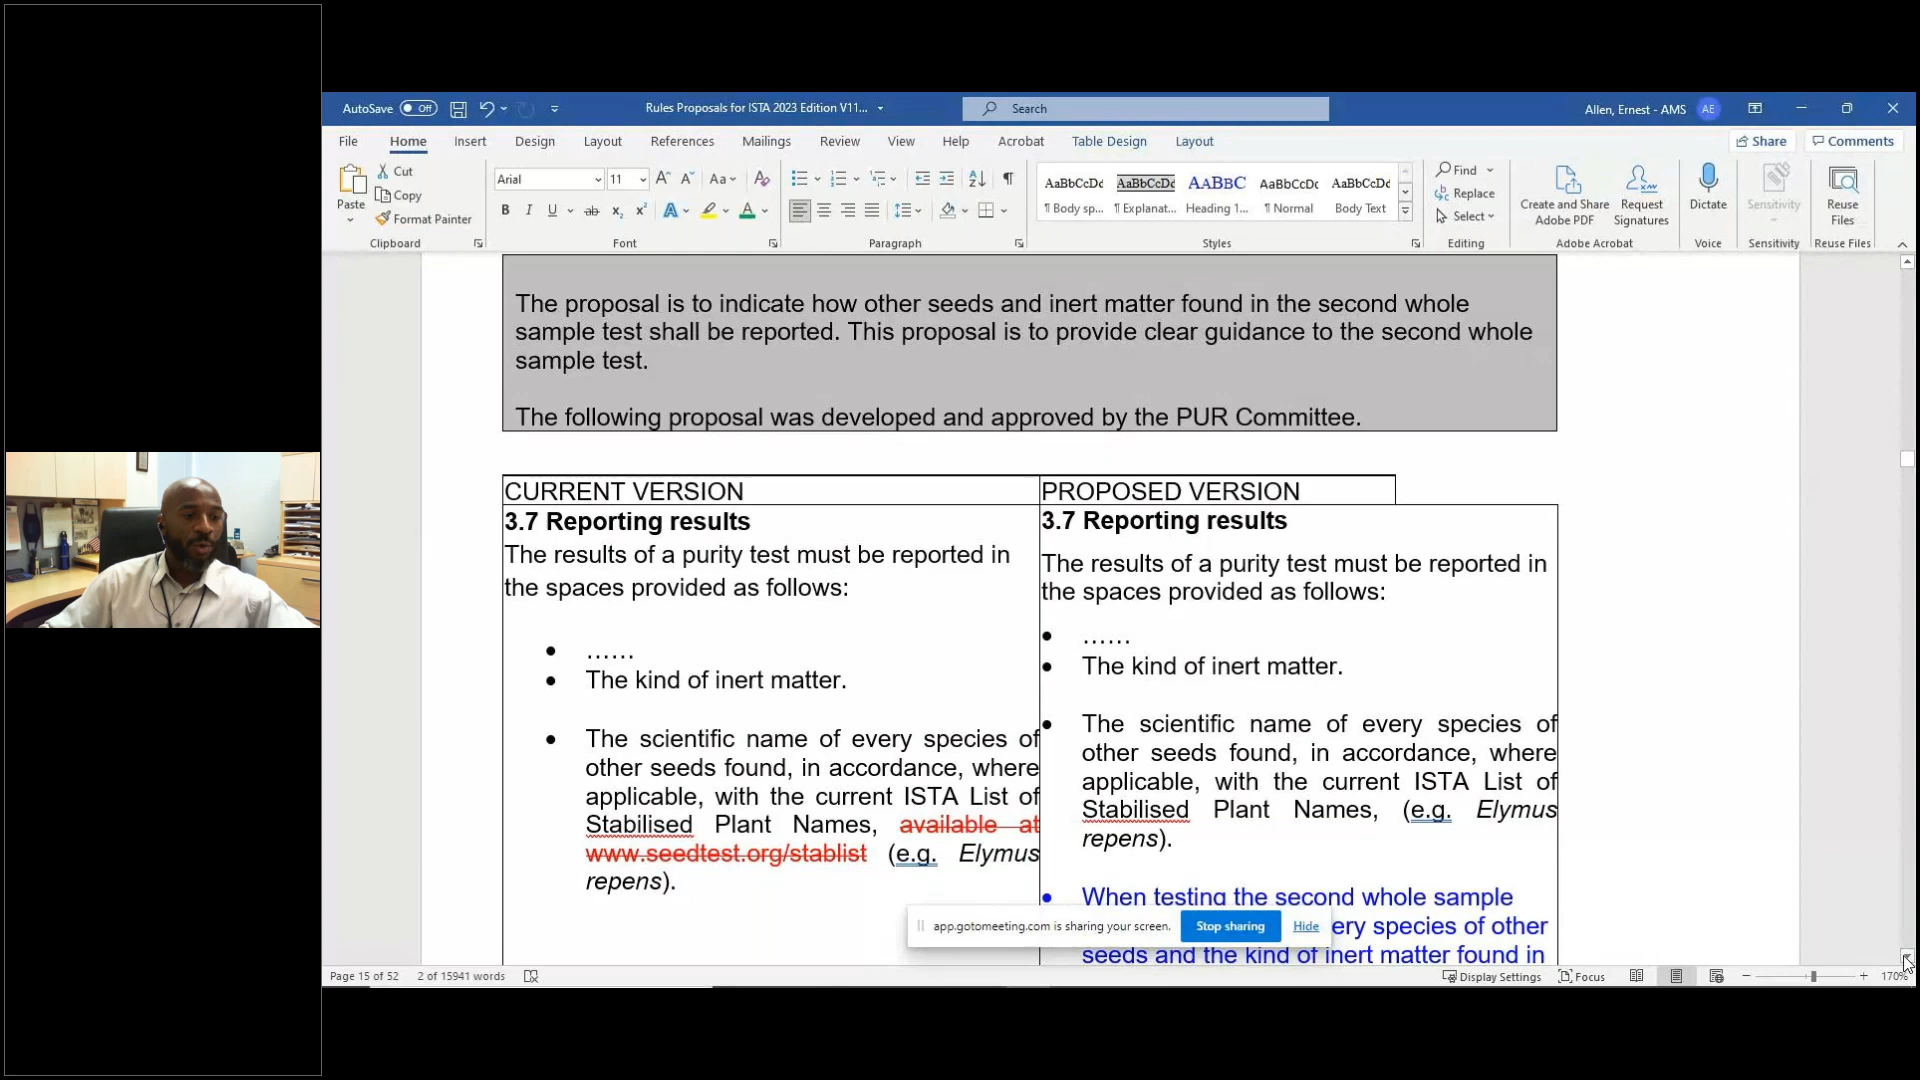 AutoSave Off Rules Proposals for ISTA 2023 Edition V11... Search Allen, Ernest - AMS AE
File Home Insert Design Layout References Mailings Review View Help Acrobat Table Design Layout Share Comments
Paste Cut Copy Format Painter
Clipboard
Arial 11 Aa
B I U ab x₂ x² A A
Font
Paragraph
AaBbCcDd AaBbCcDd AABBC AaBbCcDc AaBbCcDd
¶ Body sp... ¶ Explanat... Heading 1... ¶ Normal Body Text
Styles
Find
Replace
Select
Editing
Create and Share Adobe PDF
Request Signatures
Adobe Acrobat
Dictate
Voice
Sensitivity
Sensitivity
Reuse Files
Reuse Files
The proposal is to indicate how other seeds and inert matter found in the second whole
sample test shall be reported. This proposal is to provide clear guidance to the second whole
sample test.
The following proposal was developed and approved by the PUR Committee.
CURRENT VERSION
3.7 Reporting results
The results of a purity test must be reported in
the spaces provided as follows:
• ……
• The kind of inert matter.
• The scientific name of every species of
other seeds found, in accordance, where
applicable, with the current ISTA List of
Stabilised Plant Names, available at
www.seedtest.org/stablist (e.g. Elymus
repens).
PROPOSED VERSION
3.7 Reporting results
The results of a purity test must be reported in
the spaces provided as follows:
• ……
• The kind of inert matter.
• The scientific name of every species of
other seeds found, in accordance, where
applicable, with the current ISTA List of
Stabilised Plant Names, (e.g. Elymus
repens).
• When testing the second whole sample
ery species of other
seeds and the kind of inert matter found in
app.gotomeeting.com is sharing your screen. Stop sharing Hide
Page 15 of 52 2 of 15941 words Display Settings Focus 170%